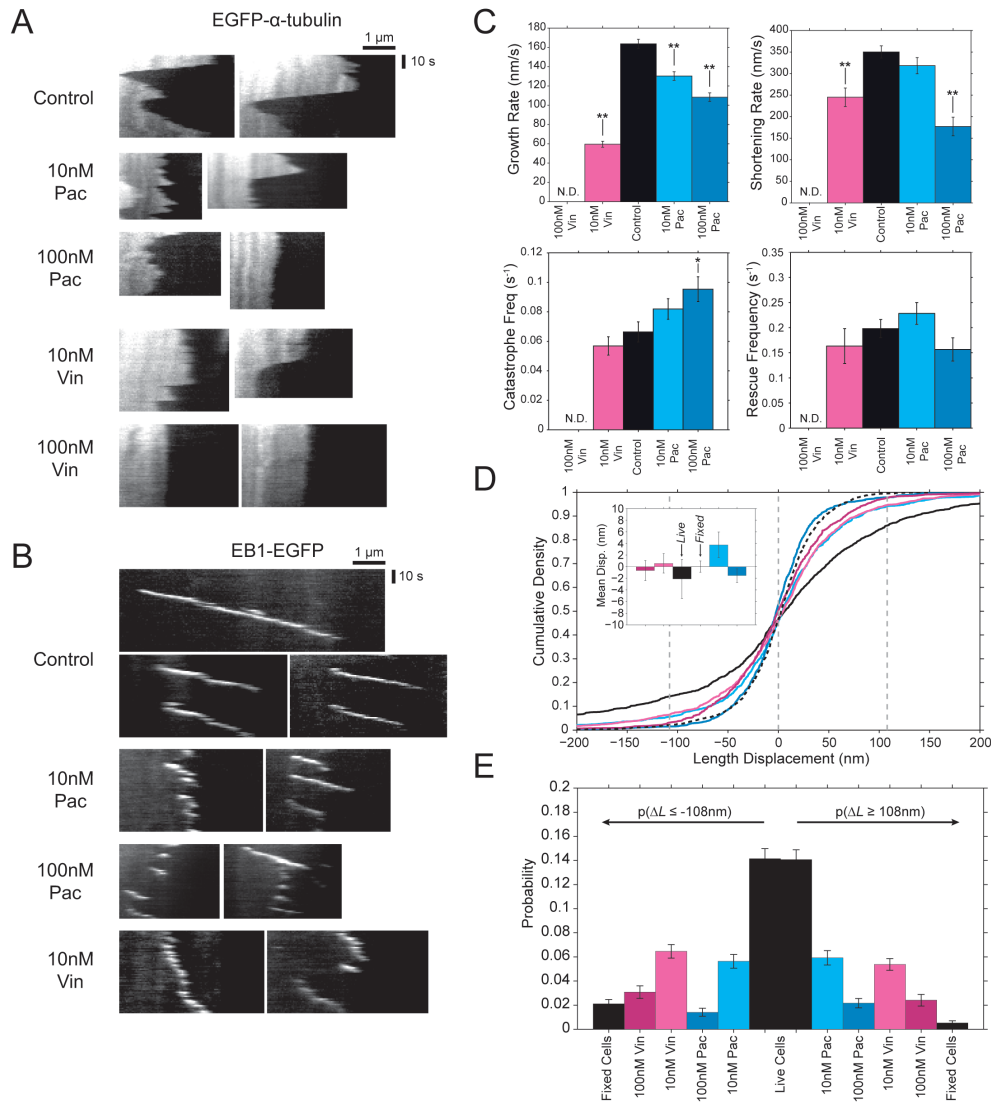 A
EGFP-α-tubulin
1 µm
10 s
Control
10nM
Pac
100nM
Pac
10nM
Vin
100nM
Vin
B
EB1-EGFP
1 µm
10 s
Control
10nM
Pac
100nM
Pac
10nM
Vin
C
Growth Rate (nm/s)
180
160
140
120
100
80
60
40
20
0
N.D.
**
**
**
100nM
Vin
10nM
Vin
Control
10nM
Pac
100nM
Pac
Shortening Rate (nm/s)
400
350
300
250
200
150
100
50
0
N.D.
**
**
100nM
Vin
10nM
Vin
Control
10nM
Pac
100nM
Pac
Catastrophe Freq (s-1)
0.12
0.1
0.08
0.06
0.04
0.02
0
N.D.
*
100nM
Vin
10nM
Vin
Control
10nM
Pac
100nM
Pac
Rescue Frequency (s-1)
0.4
0.35
0.3
0.25
0.2
0.15
0.1
0.05
0
N.D.
100nM
Vin
10nM
Vin
Control
10nM
Pac
100nM
Pac
D
Cumulative Density
1
0.9
0.8
0.7
0.6
0.5
0.4
0.3
0.2
0.1
0
Mean Disp. (nm)
10
8
6
4
2
0
−2
−4
−6
−8
−10
Live
Fixed
−200 −150 −100 −50 0 50 100 150 200
Length Displacement (nm)
E
Probability
0.2
0.18
0.16
0.14
0.12
0.1
0.08
0.06
0.04
0.02
0
p(ΔL ≤ -108nm)
p(ΔL ≥ 108nm)
Fixed Cells
100nM Vin
10nM Vin
100nM Pac
10nM Pac
Live Cells
10nM Pac
100nM Pac
10nM Vin
100nM Vin
Fixed Cells